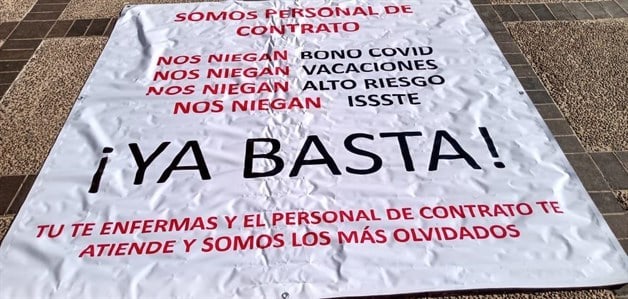 SOMOS PERSONAL DE
CONTRATO
NOS NIEGAN BONO COVID
NOS NIEGAN VACACIONES
NOS NIEGAN ALTO RIESGO
NOS NIEGAN ISSSTE
¡YA BASTA!
TU TE ENFERMAS Y EL PERSONAL DE CONTRATO TE
ATIENDE Y SOMOS LOS MÁS OLVIDADOS